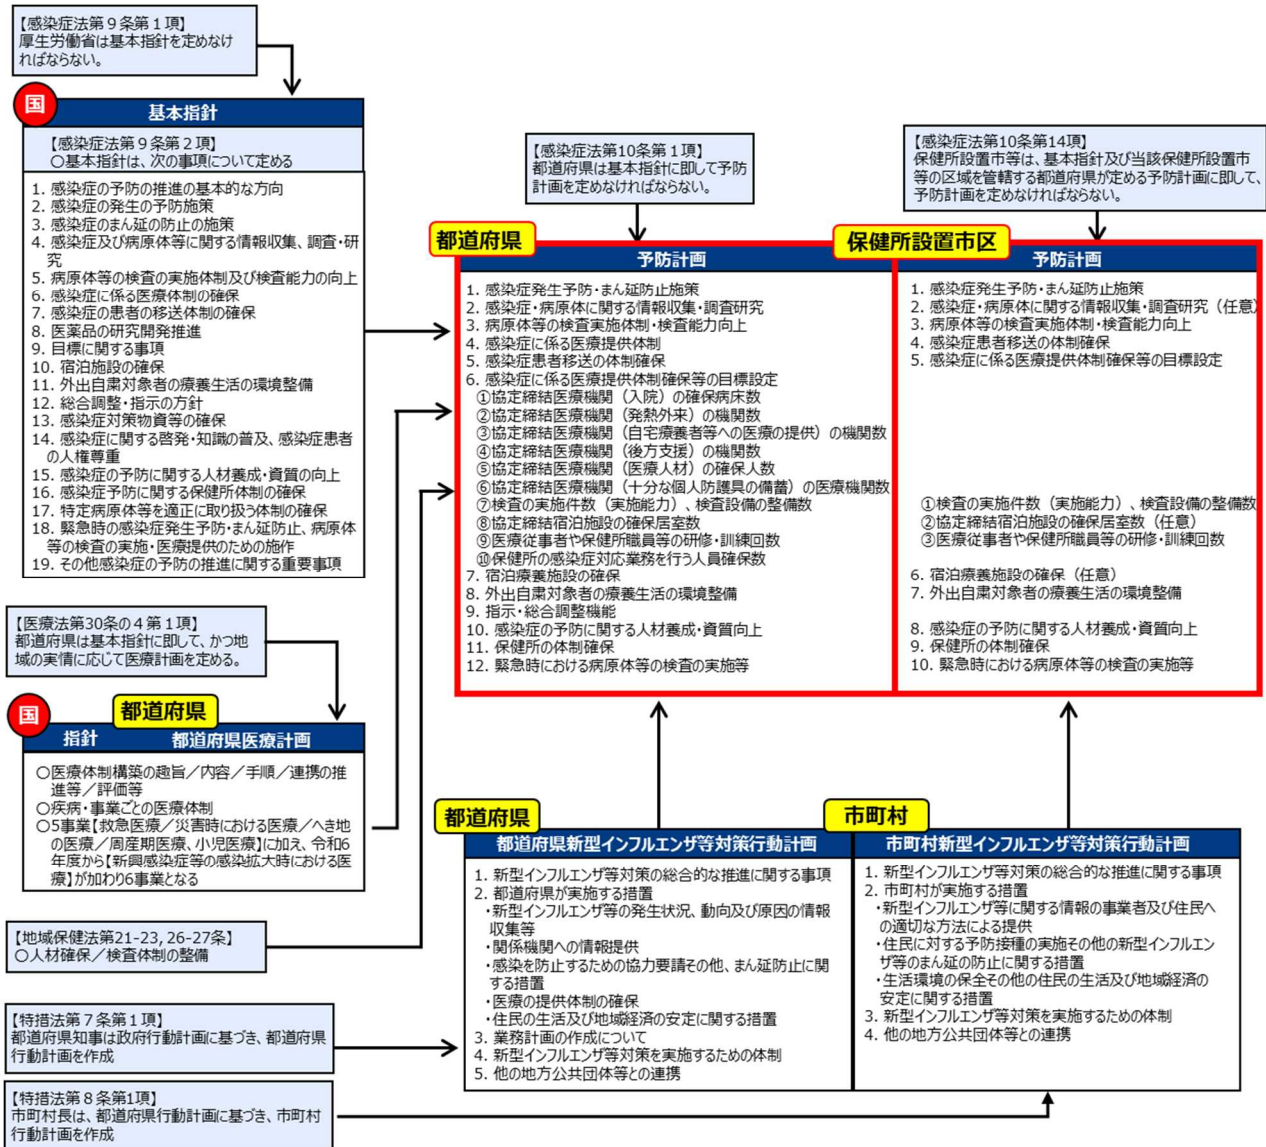 【感染症法第９条第１項】
厚生労働省は基本指針を定めなけ
ればならない。
国
基本指針
【感染症法第９条第２項】
〇基本指針は、次の事項について定める
1. 感染症の予防の推進の基本的な方向
2. 感染症の発生の予防施策
3. 感染症のまん延の防止の施策
4. 感染症及び病原体等に関する情報収集、調査・研
究
5. 病原体等の検査の実施体制及び検査能力の向上
6. 感染症に係る医療体制の確保
7. 感染症の患者の移送体制の確保
8. 医薬品の研究開発推進
9. 目標に関する事項
10. 宿泊施設の確保
11. 外出自粛対象者の療養生活の環境整備
12. 総合調整・指示の方針
13. 感染症対策物資等の確保
14. 感染症に関する啓発・知識の普及、感染症患者
の人権尊重
15. 感染症の予防に関する人材養成・資質の向上
16. 感染症予防に関する保健所体制の確保
17. 特定病原体等を適正に取り扱う体制の確保
18. 緊急時の感染症発生予防・まん延防止、病原体
等の検査の実施・医療提供のための施作
19. その他感染症の予防の推進に関する重要事項
【感染症法第10条第１項】
都道府県は基本指針に即して予防
計画を定めなければならない。
【感染症法第10条第14項】
保健所設置市等は、基本指針及び当該保健所設置市
等の区域を管轄する都道府県が定める予防計画に即して、
予防計画を定めなければならない。
都道府県
予防計画
1. 感染症発生予防・まん延防止施策
2. 感染症・病原体に関する情報収集・調査研究
3. 病原体等の検査実施体制・検査能力向上
4. 感染症に係る医療提供体制
5. 感染症患者移送の体制確保
6. 感染症に係る医療提供体制確保等の目標設定
①協定締結医療機関（入院）の確保病床数
②協定締結医療機関（発熱外来）の機関数
③協定締結医療機関（自宅療養者等への医療の提供）の機関数
④協定締結医療機関（後方支援）の機関数
⑤協定締結医療機関（医療人材）の確保人数
⑥協定締結医療機関（十分な個人防護具の備蓄）の医療機関数
⑦検査の実施件数（実施能力）、検査設備の整備数
⑧協定締結宿泊施設の確保居室数
⑨医療従事者や保健所職員等の研修・訓練回数
⑩保健所の感染症対応業務を行う人員確保数
7. 宿泊療養施設の確保
8. 外出自粛対象者の療養生活の環境整備
9. 指示・総合調整機能
10. 感染症の予防に関する人材養成・資質向上
11. 保健所の体制確保
12. 緊急時における病原体等の検査の実施等
保健所設置市区
予防計画
1. 感染症発生予防・まん延防止施策
2. 感染症・病原体に関する情報収集・調査研究（任意）
3. 病原体等の検査実施体制・検査能力向上
4. 感染症患者移送の体制確保
5. 感染症に係る医療提供体制確保等の目標設定
①検査の実施件数（実施能力）、検査設備の整備数
②協定締結宿泊施設の確保居室数（任意）
③医療従事者や保健所職員等の研修・訓練回数
6. 宿泊療養施設の確保（任意）
7. 外出自粛対象者の療養生活の環境整備
8. 感染症の予防に関する人材養成・資質向上
9. 保健所の体制確保
10. 緊急時における病原体等の検査の実施等
【医療法第30条の４第１項】
都道府県は基本指針に即して、かつ地
域の実情に応じて医療計画を定める。
国
都道府県
指針 都道府県医療計画
〇医療体制構築の趣旨／内容／手順／連携の推
進等／評価等
〇疾病・事業ごとの医療体制
〇5事業【救急医療／災害時における医療／へき地
の医療／周産期医療、小児医療】に加え、令和6
年度から【新興感染症等の感染拡大時における医
療】が加わり6事業となる
【地域保健法第21-23, 26-27条】
〇人材確保／検査体制の整備
【特措法第７条第１項】
都道府県知事は政府行動計画に基づき、都道府県
行動計画を作成
【特措法第８条第1項】
市町村長は、都道府県行動計画に基づき、市町村
行動計画を作成
都道府県
都道府県新型インフルエンザ等対策行動計画
1. 新型インフルエンザ等対策の総合的な推進に関する事項
2. 都道府県が実施する措置
・新型インフルエンザ等の発生状況、動向及び原因の情報
収集等
・関係機関への情報提供
・感染を防止するための協力要請その他、まん延防止に関
する措置
・医療の提供体制の確保
・住民の生活及び地域経済の安定に関する措置
3. 業務計画の作成について
4. 新型インフルエンザ等対策を実施するための体制
5. 他の地方公共団体等との連携
市町村
市町村新型インフルエンザ等対策行動計画
1. 新型インフルエンザ等対策の総合的な推進に関する事項
2. 市町村が実施する措置
・新型インフルエンザ等に関する情報の事業者及び住民へ
の適切な方法による提供
・住民に対する予防接種の実施その他の新型インフルエン
ザ等のまん延の防止に関する措置
・生活環境の保全その他の住民の生活及び地域経済の
安定に関する措置
3. 新型インフルエンザ等対策を実施するための体制
4. 他の地方公共団体等との連携